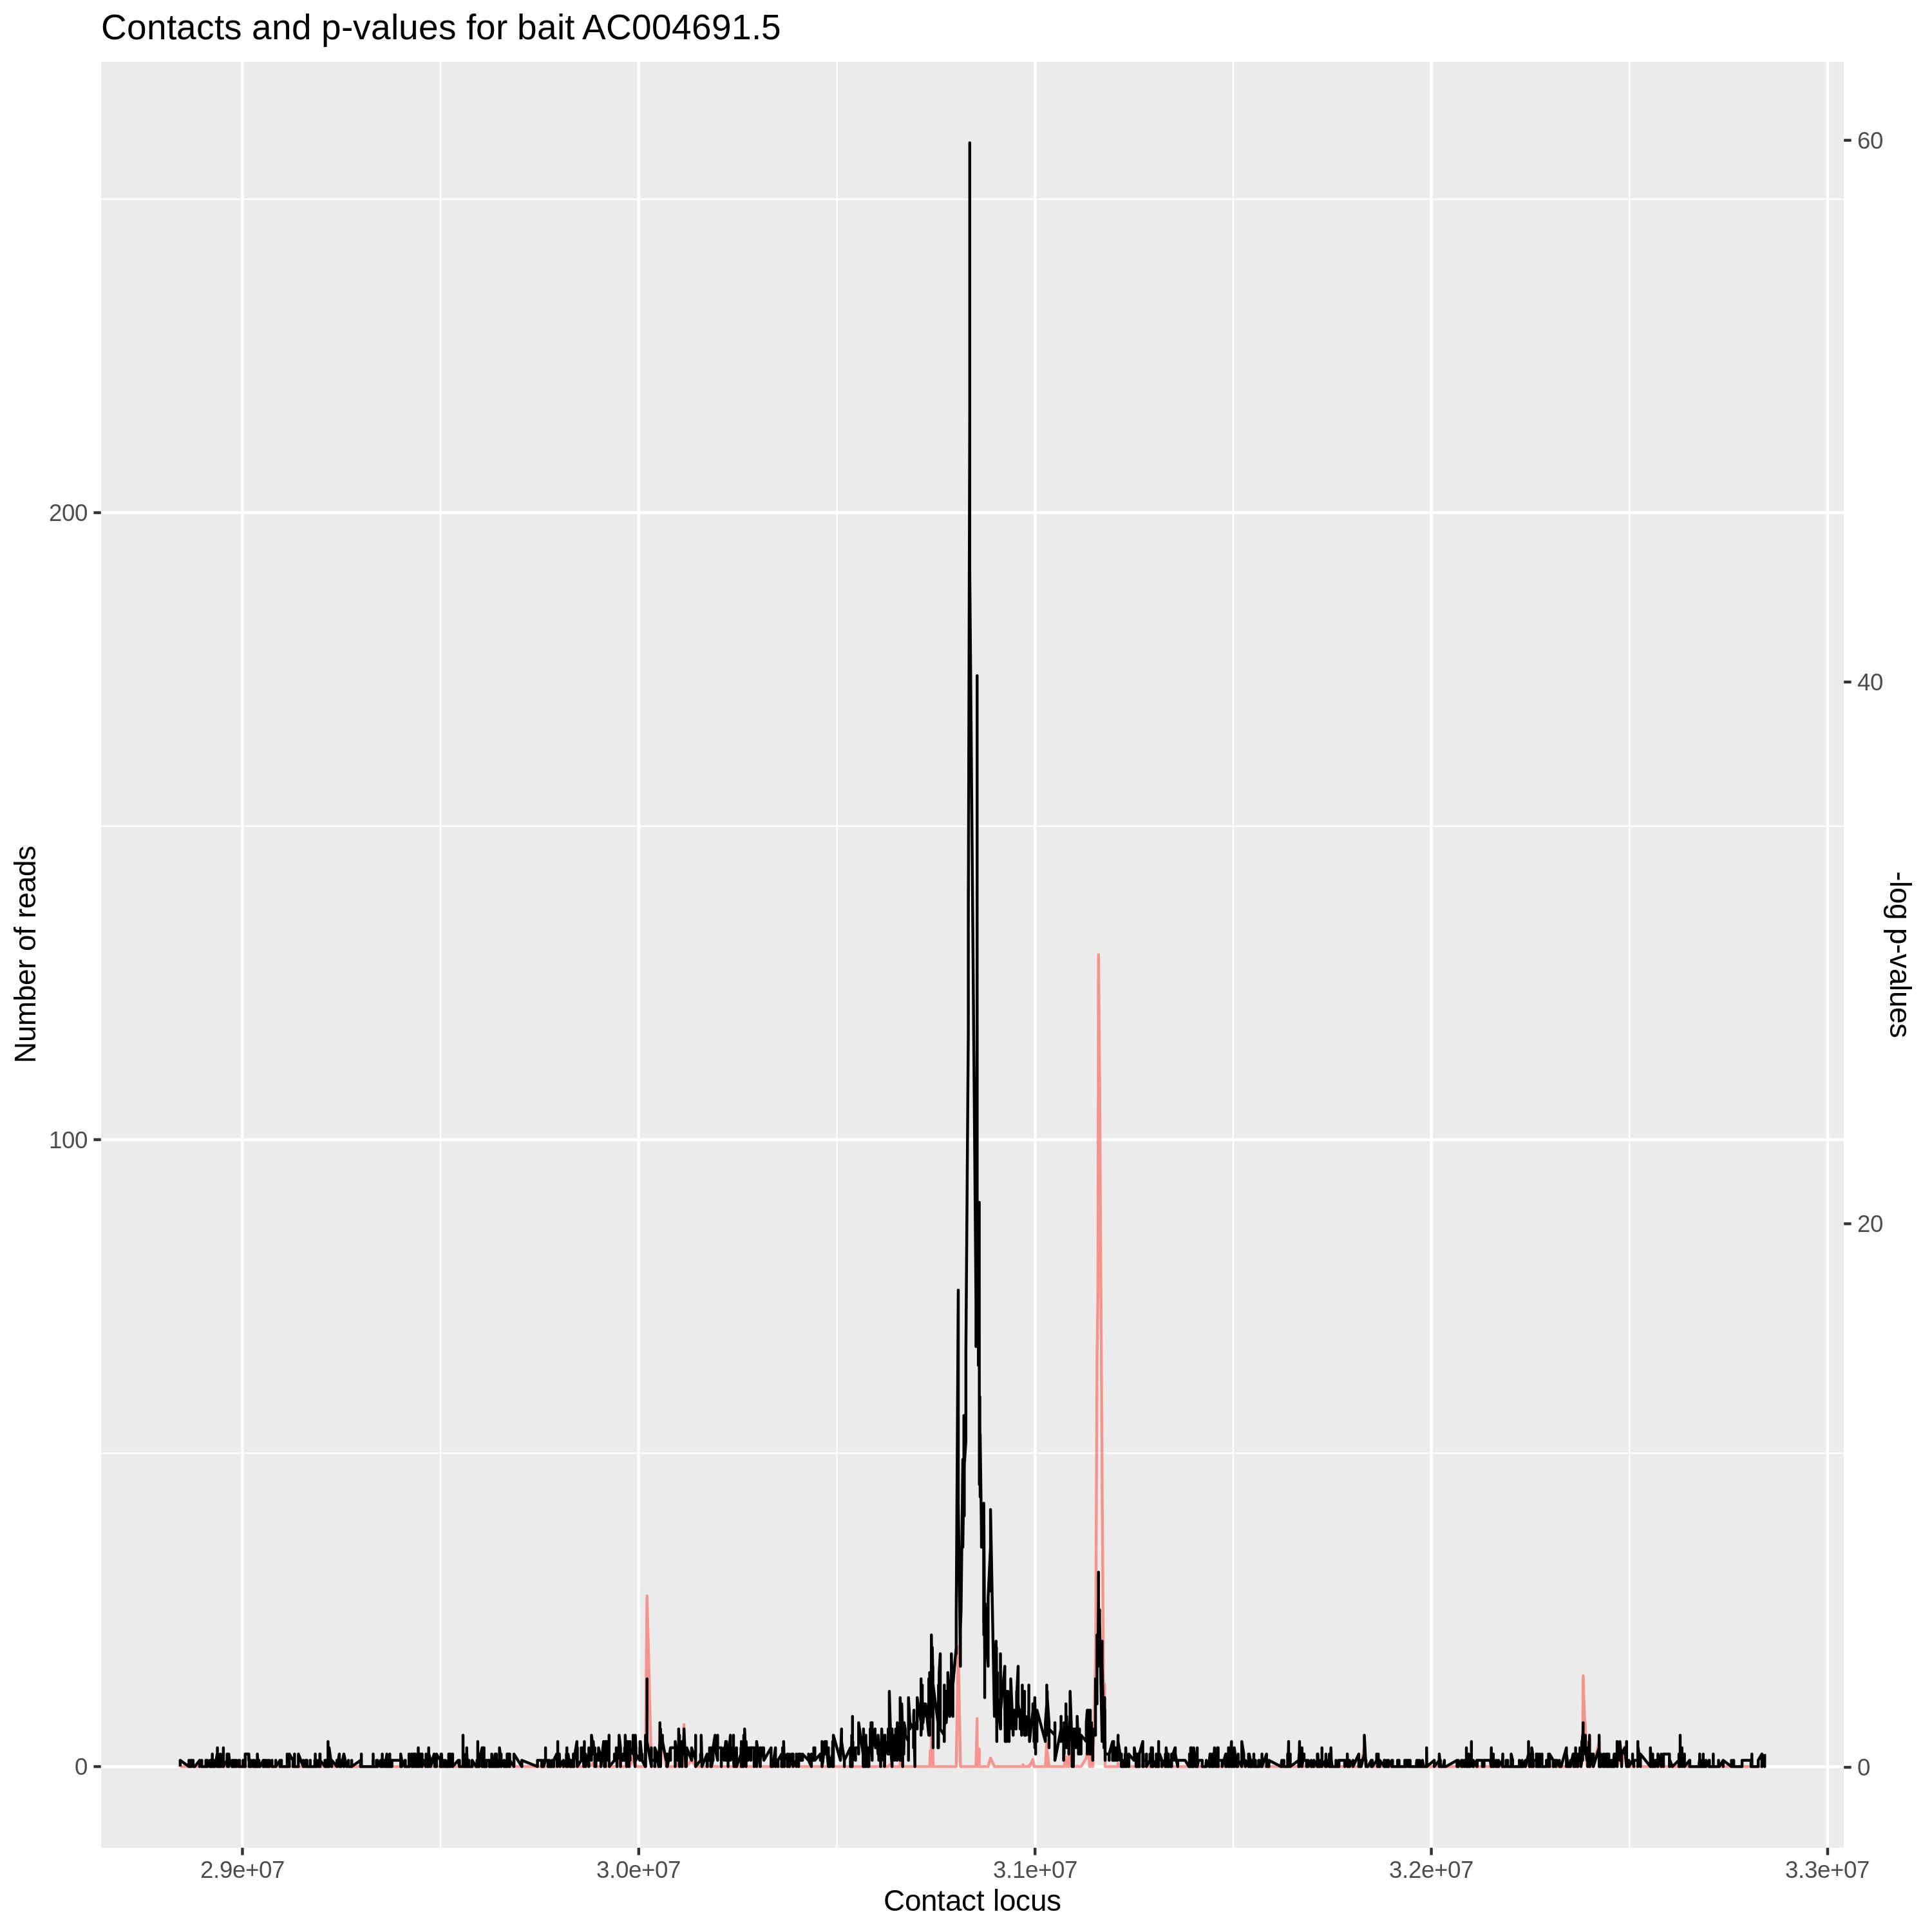 Contacts and p-values for bait AC004691.5
Number of reads
200
100
0
60
40
20
0
-log p-values
2.9e+07
3.0e+07
3.1e+07
3.2e+07
3.3e+07
Contact locus